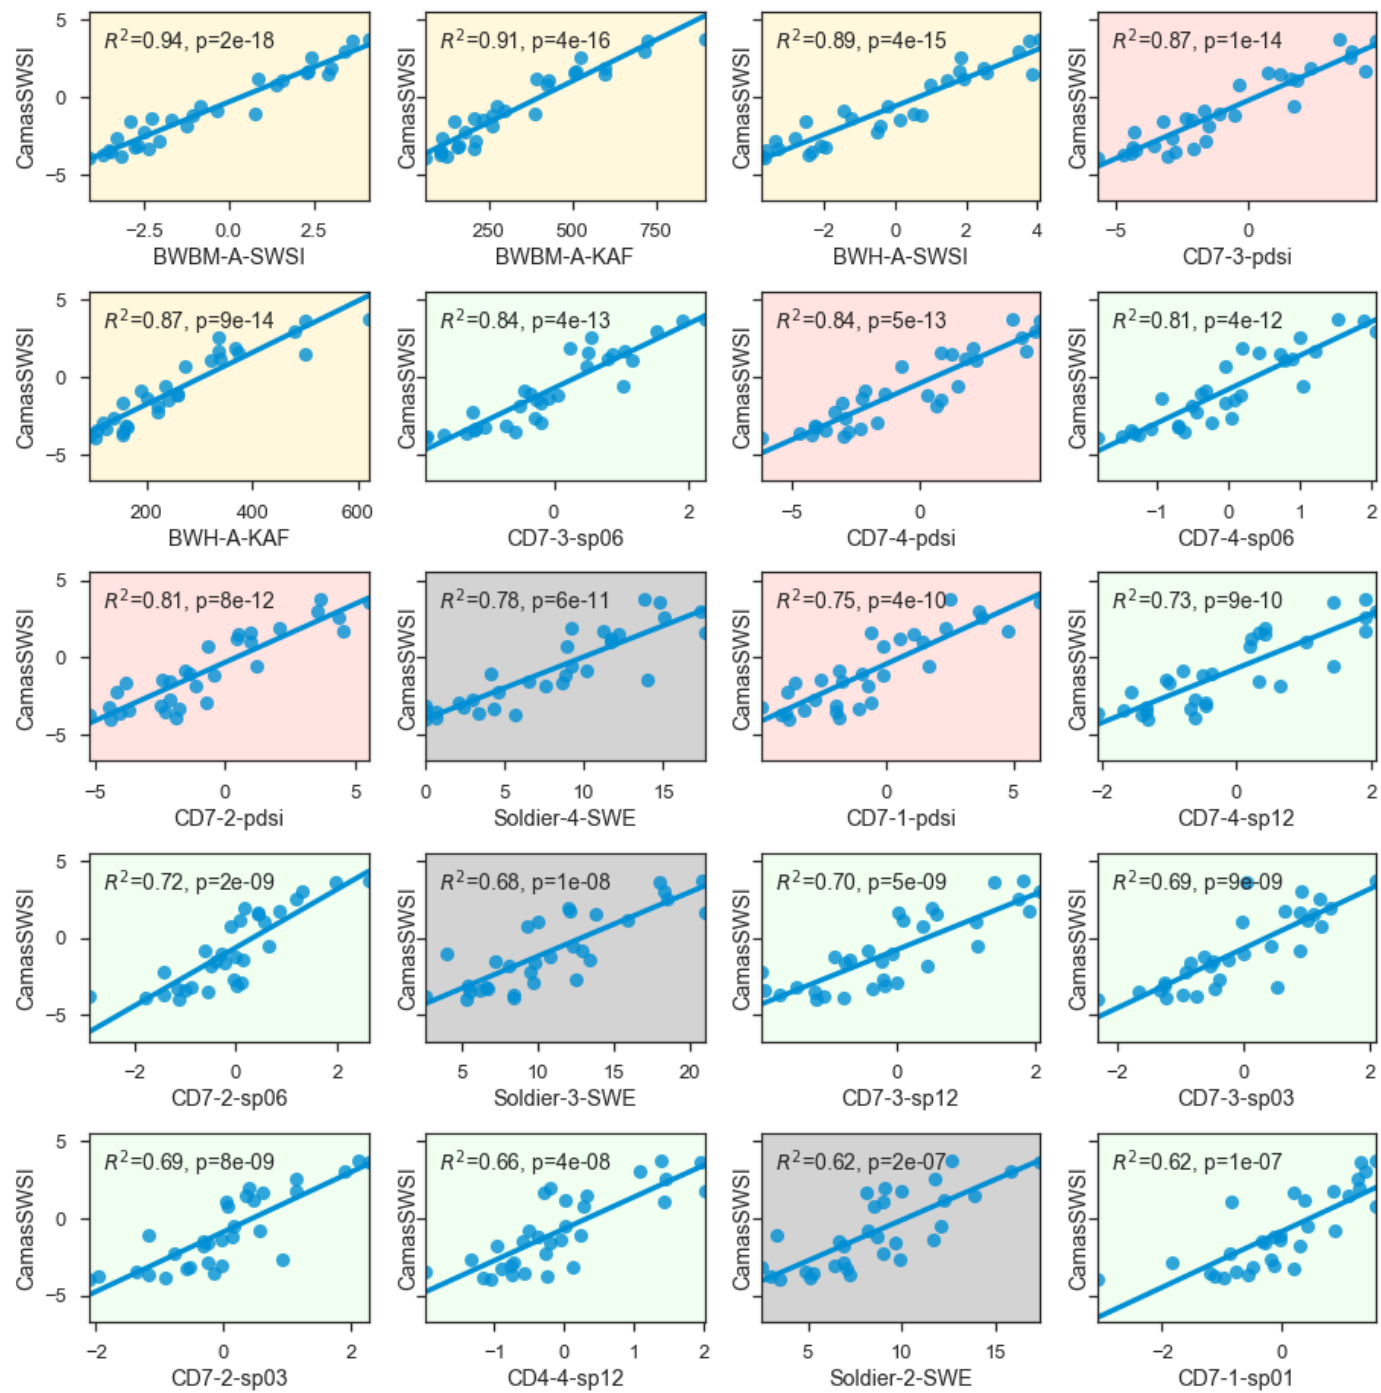 CamasSWSI
5
0
−5
R²=0.94, p=2e-18
−2.5 0.0 2.5
BWBM-A-SWSI
CamasSWSI
R²=0.91, p=4e-16
250 500 750
BWBM-A-KAF
CamasSWSI
R²=0.89, p=4e-15
−2 0 2 4
BWH-A-SWSI
CamasSWSI
R²=0.87, p=1e-14
−5 0
CD7-3-pdsi
CamasSWSI
5
0
−5
R²=0.87, p=9e-14
200 400 600
BWH-A-KAF
CamasSWSI
R²=0.84, p=4e-13
0 2
CD7-3-sp06
CamasSWSI
R²=0.84, p=5e-13
−5 0
CD7-4-pdsi
CamasSWSI
R²=0.81, p=4e-12
−1 0 1 2
CD7-4-sp06
CamasSWSI
5
0
−5
R²=0.81, p=8e-12
−5 0 5
CD7-2-pdsi
CamasSWSI
R²=0.78, p=6e-11
0 5 10 15
Soldier-4-SWE
CamasSWSI
R²=0.75, p=4e-10
0 5
CD7-1-pdsi
CamasSWSI
R²=0.73, p=9e-10
−2 0 2
CD7-4-sp12
CamasSWSI
5
0
−5
R²=0.72, p=2e-09
−2 0 2
CD7-2-sp06
CamasSWSI
R²=0.68, p=1e-08
5 10 15 20
Soldier-3-SWE
CamasSWSI
R²=0.70, p=5e-09
0 2
CD7-3-sp12
CamasSWSI
R²=0.69, p=9e-09
−2 0 2
CD7-3-sp03
CamasSWSI
5
0
−5
R²=0.69, p=8e-09
−2 0 2
CD7-2-sp03
CamasSWSI
R²=0.66, p=4e-08
−1 0 1 2
CD4-4-sp12
CamasSWSI
R²=0.62, p=2e-07
5 10 15
Soldier-2-SWE
CamasSWSI
R²=0.62, p=1e-07
−2 0
CD7-1-sp01